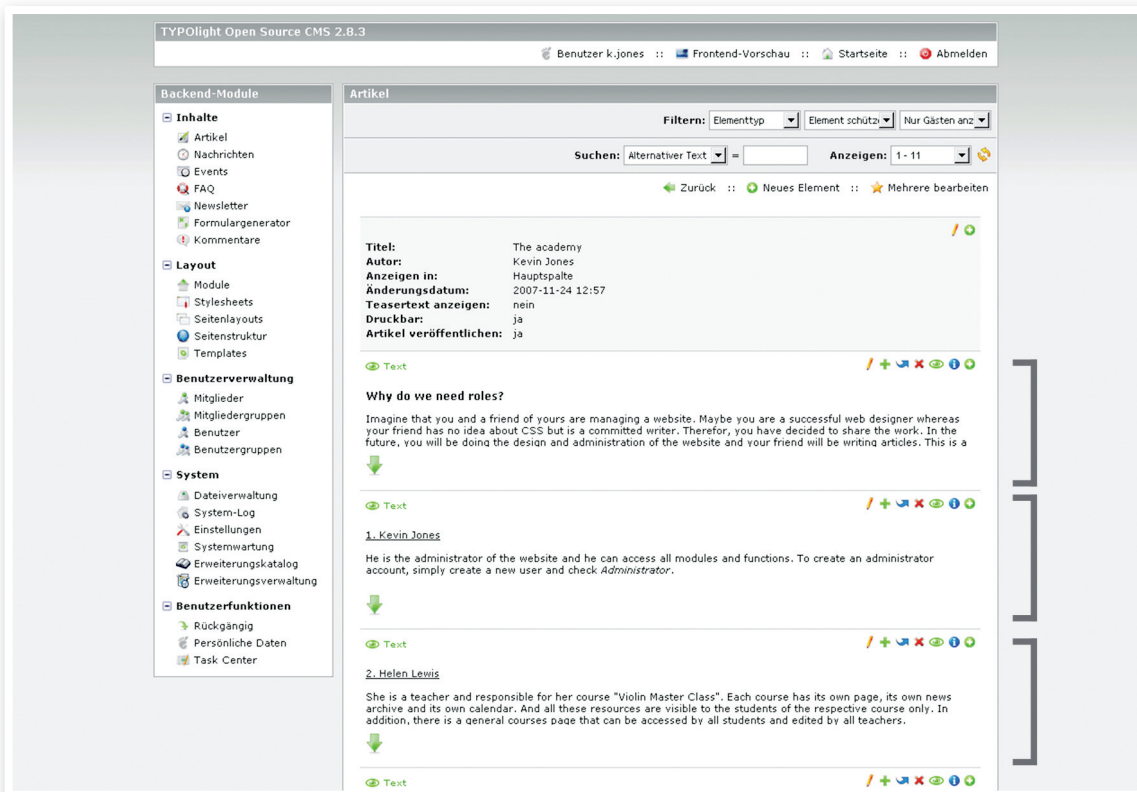 TYPOlight Open Source CMS 2.8.3
Benutzer k.jones :: Frontend-Vorschau :: Startseite :: Abmelden
Backend-Module
Inhalte
Artikel
Nachrichten
Events
FAQ
Newsletter
Formulargenerator
Kommentare
Layout
Module
Stylesheets
Seitenlayouts
Seitenstruktur
Templates
Benutzerverwaltung
Mitglieder
Mitgliedergruppen
Benutzer
Benutzergruppen
System
Dateiverwaltung
System-Log
Einstellungen
Systemwartung
Erweiterungskatalog
Erweiterungsverwaltung
Benutzerfunktionen
Rückgängig
Persönliche Daten
Task Center
Artikel
Filtern: Elementtyp Element schütze Nur Gästen anz
Suchen: Alternativer Text = Anzeigen: 1 - 11
Zurück :: Neues Element :: Mehrere bearbeiten
Titel: The academy
Autor: Kevin Jones
Anzeigen in: Hauptspalte
Änderungsdatum: 2007-11-24 12:57
Teasertext anzeigen: nein
Druckbar: ja
Artikel veröffentlichen: ja
Text
Why do we need roles?
Imagine that you and a friend of yours are managing a website. Maybe you are a successful web designer whereas
your friend has no idea about CSS but is a committed writer. Therefor, you have decided to share the work. In the
future, you will be doing the design and administration of the website and your friend will be writing articles. This is a
Text
1. Kevin Jones
He is the administrator of the website and he can access all modules and functions. To create an administrator
account, simply create a new user and check Administrator.
Text
2. Helen Lewis
She is a teacher and responsible for her course "Violin Master Class". Each course has its own page, its own news
archive and its own calendar. And all these resources are visible to the students of the respective course only. In
addition, there is a general courses page that can be accessed by all students and edited by all teachers.
Text